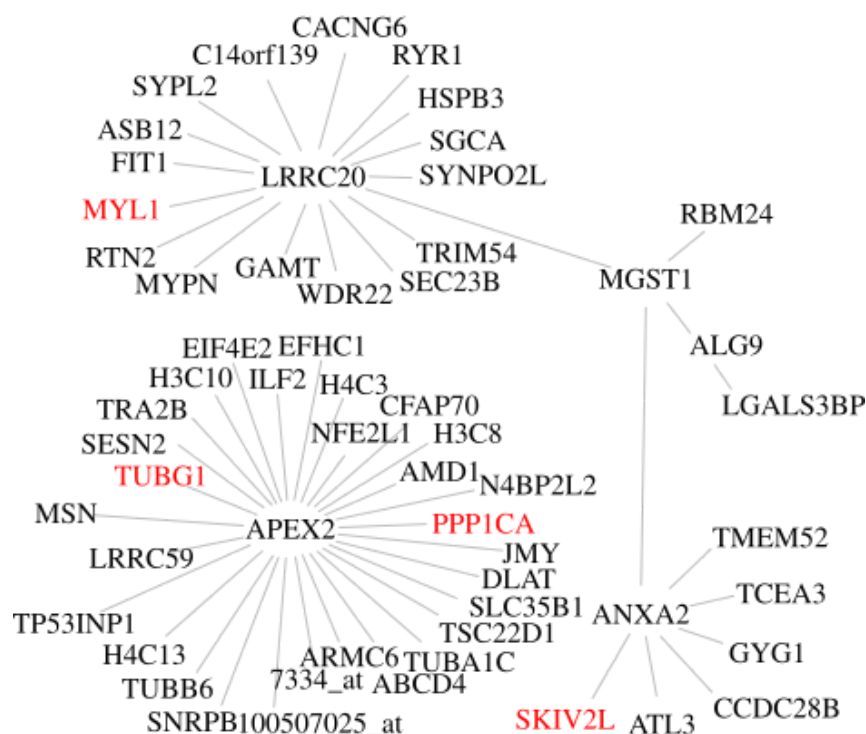 CACNG6
C14orf139
RYR1
SYPL2
HSPB3
ASB12
SGCA
FIT1
LRRC20
SYNPO2L
MYL1
RBM24
RTN2
TRIM54
GAMT
MYPN
SEC23B
MGST1
WDR22
EIF4E2
EFHC1
ALG9
H3C10
ILF2
H4C3
LGALS3BP
TRA2B
CFAP70
SESN2
NFE2L1
H3C8
TUBG1
AMD1
N4BP2L2
MSN
APEX2
PPP1CA
TMEM52
LRRC59
JMY
DLAT
TCEA3
SLC35B1
ANXA2
TP53INP1
TSC22D1
H4C13
ARMC6
TUBA1C
GYG1
TUBB6
7334_at
ABCD4
CCDC28B
SNRPB
100507025_at
SKIV2L
ATL3